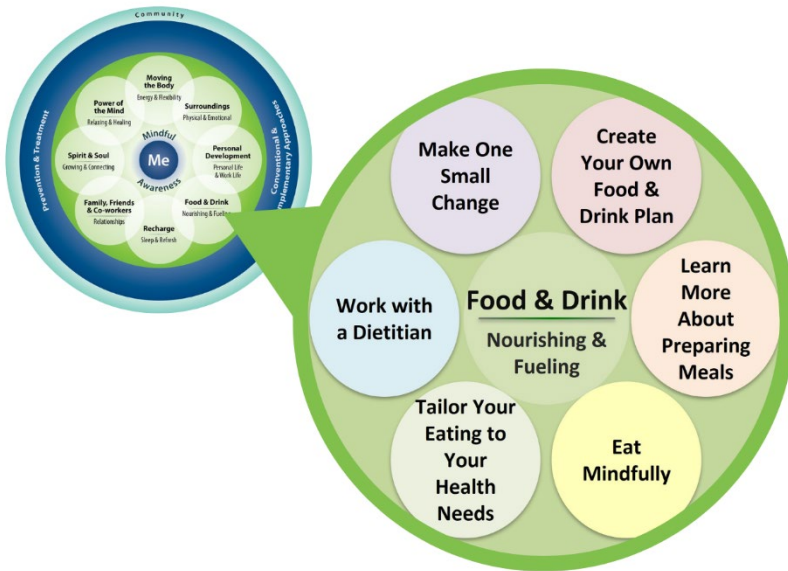 Community
Prevention & Treatment
Conventional &
Complementary Approaches
Moving
the Body
Energy & Flexibility
Surroundings
Physical & Emotional
Personal
Development
Personal Life
& Work Life
Food & Drink
Nourishing & Fueling
Recharge
Sleep & Refresh
Family, Friends
& Co-workers
Relationships
Spirit & Soul
Growing & Connecting
Power of
the Mind
Relaxing & Healing
Mindful
Me
Awareness
Make One
Small
Change
Create
Your Own
Food &
Drink Plan
Learn
More
About
Preparing
Meals
Eat
Mindfully
Tailor Your
Eating to
Your
Health
Needs
Work with
a Dietitian
Food & Drink
Nourishing &
Fueling